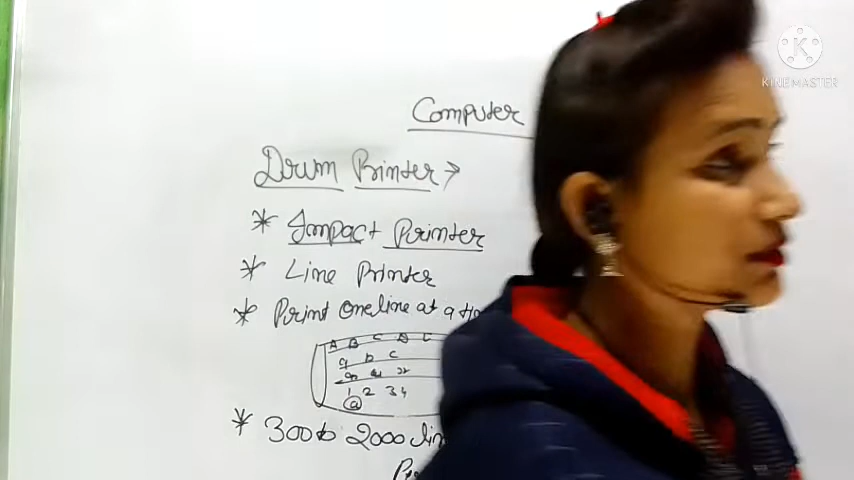 Computer
Drum Printer →
* Impact Printer
* Line Printer
* Print One line at a
A B C D C
a b c
1 2 3 4
a
* 300 to 2000 lin
K
KINEMASTER